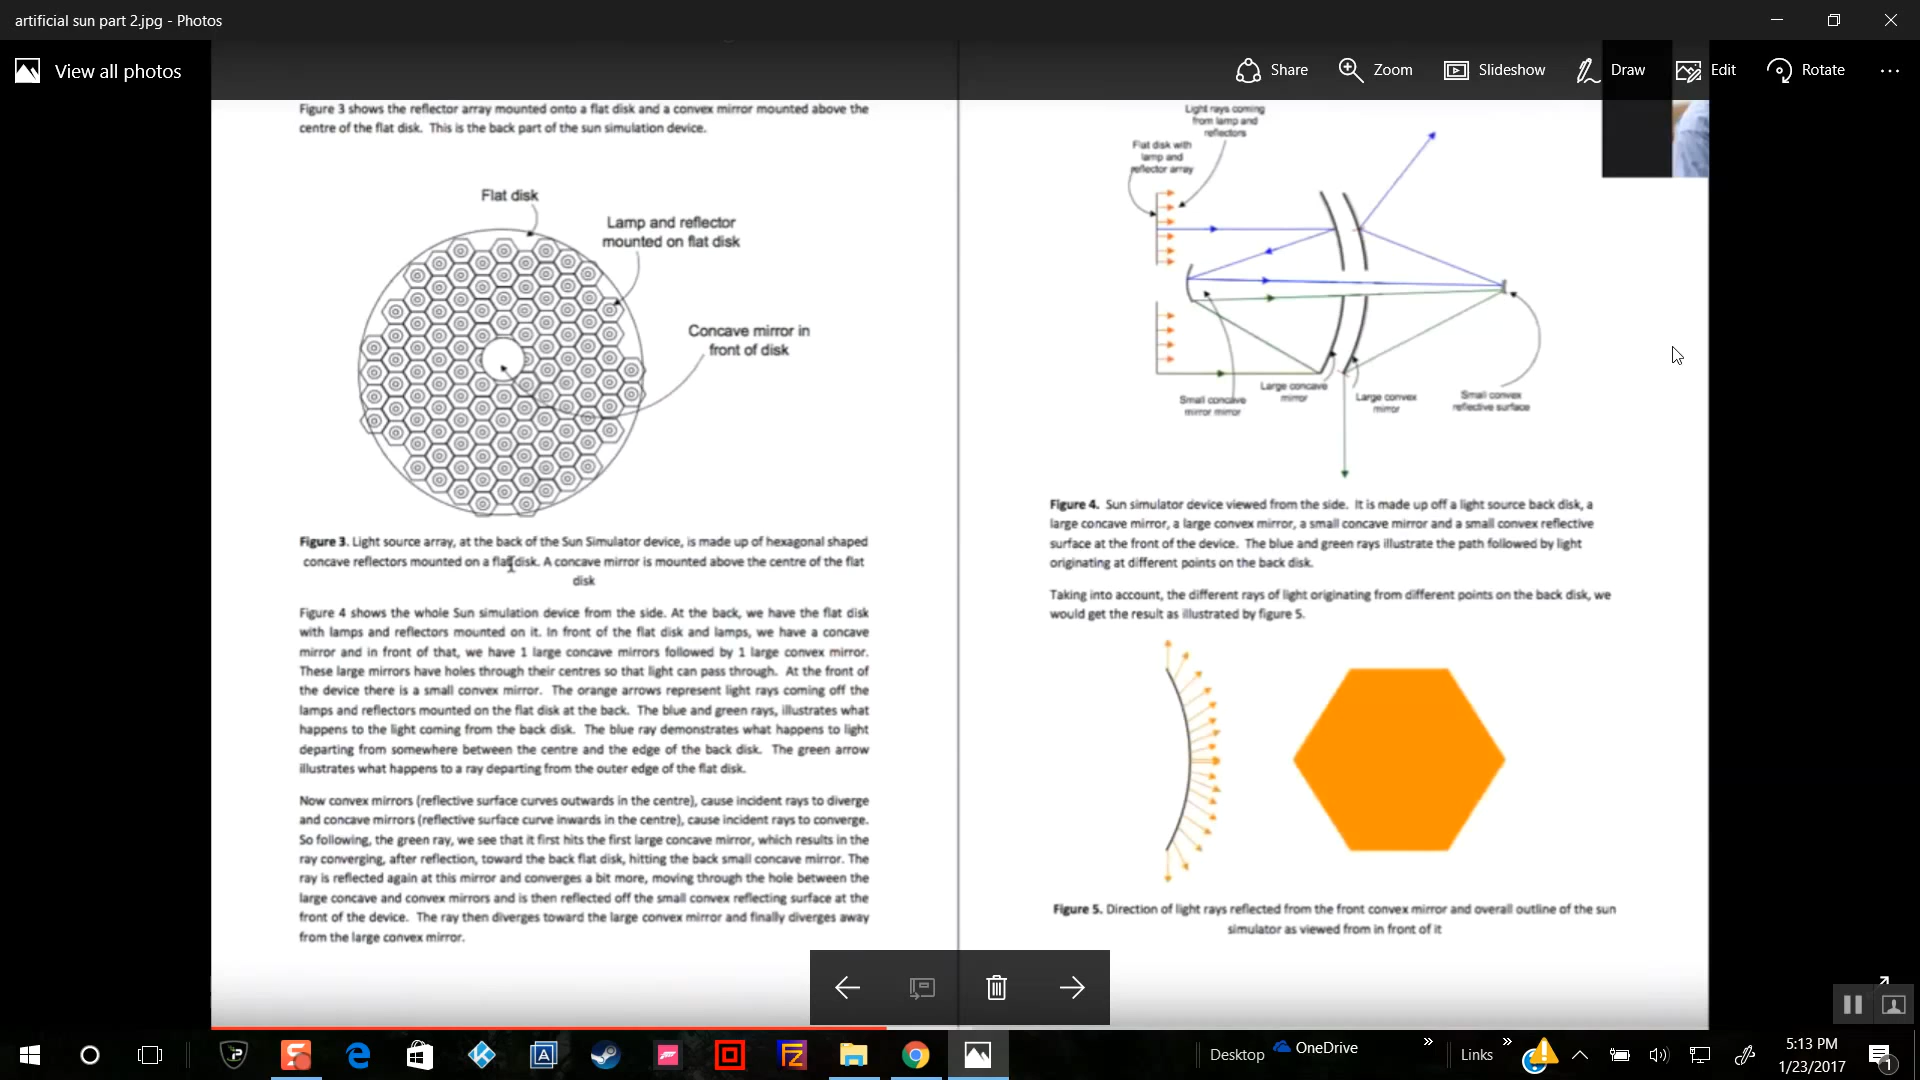 artificial sun part 2.jpg - Photos
View all photos
Share
Zoom
Slideshow
Draw
Edit
Rotate
Figure 3 shows the reflector array mounted onto a flat disk and a convex mirror mounted above the
centre of the flat disk. This is the back part of the sun simulation device.
Flat disk
Lamp and reflector
mounted on flat disk
Concave mirror in
front of disk
Figure 3. Light source array, at the back of the Sun Simulator device, is made up of hexagonal shaped
concave reflectors mounted on a flat disk. A concave mirror is mounted above the centre of the flat
disk
Figure 4 shows the whole Sun simulation device from the side. At the back, we have the flat disk
with lamps and reflectors mounted on it. In front of the flat disk and lamps, we have a concave
mirror and in front of that, we have 1 large concave mirrors followed by 1 large convex mirror.
These large mirrors have holes through their centres so that light can pass through. At the front of
the device there is a small convex mirror. The orange arrows represent light rays coming off the
lamps and reflectors mounted on the flat disk at the back. The blue and green rays, illustrates what
happens to the light coming from the back disk. The blue ray demonstrates what happens to light
departing from somewhere between the centre and the edge of the back disk. The green arrow
illustrates what happens to a ray departing from the outer edge of the flat disk.
Now convex mirrors (reflective surface curves outwards in the centre), cause incident rays to diverge
and concave mirrors (reflective surface curve inwards in the centre), cause incident rays to converge.
So following, the green ray, we see that it first hits the first large concave mirror, which results in the
ray converging, after reflection, toward the back flat disk, hitting the back small concave mirror. The
ray is reflected again at this mirror and converges a bit more, moving through the hole between the
large concave and convex mirrors and is then reflected off the small convex reflecting surface at the
front of the device. The ray then diverges toward the large convex mirror and finally diverges away
from the large convex mirror.
Light rays coming
from lamp and
reflectors
Flat disk with
lamp and
reflector array
Small concave
mirror mirror
Large concave
mirror
Large convex
mirror
Small convex
reflective surface
Figure 4. Sun simulator device viewed from the side. It is made up off a light source back disk, a
large concave mirror, a large convex mirror, a small concave mirror and a small convex reflective
surface at the front of the device. The blue and green rays illustrate the path followed by light
originating at different points on the back disk.
Taking into account, the different rays of light originating from different points on the back disk, we
would get the result as illustrated by figure 5.
Figure 5. Direction of light rays reflected from the front convex mirror and overall outline of the sun
simulator as viewed from in front of it
Desktop
OneDrive
Links
5:13 PM
1/23/2017
1